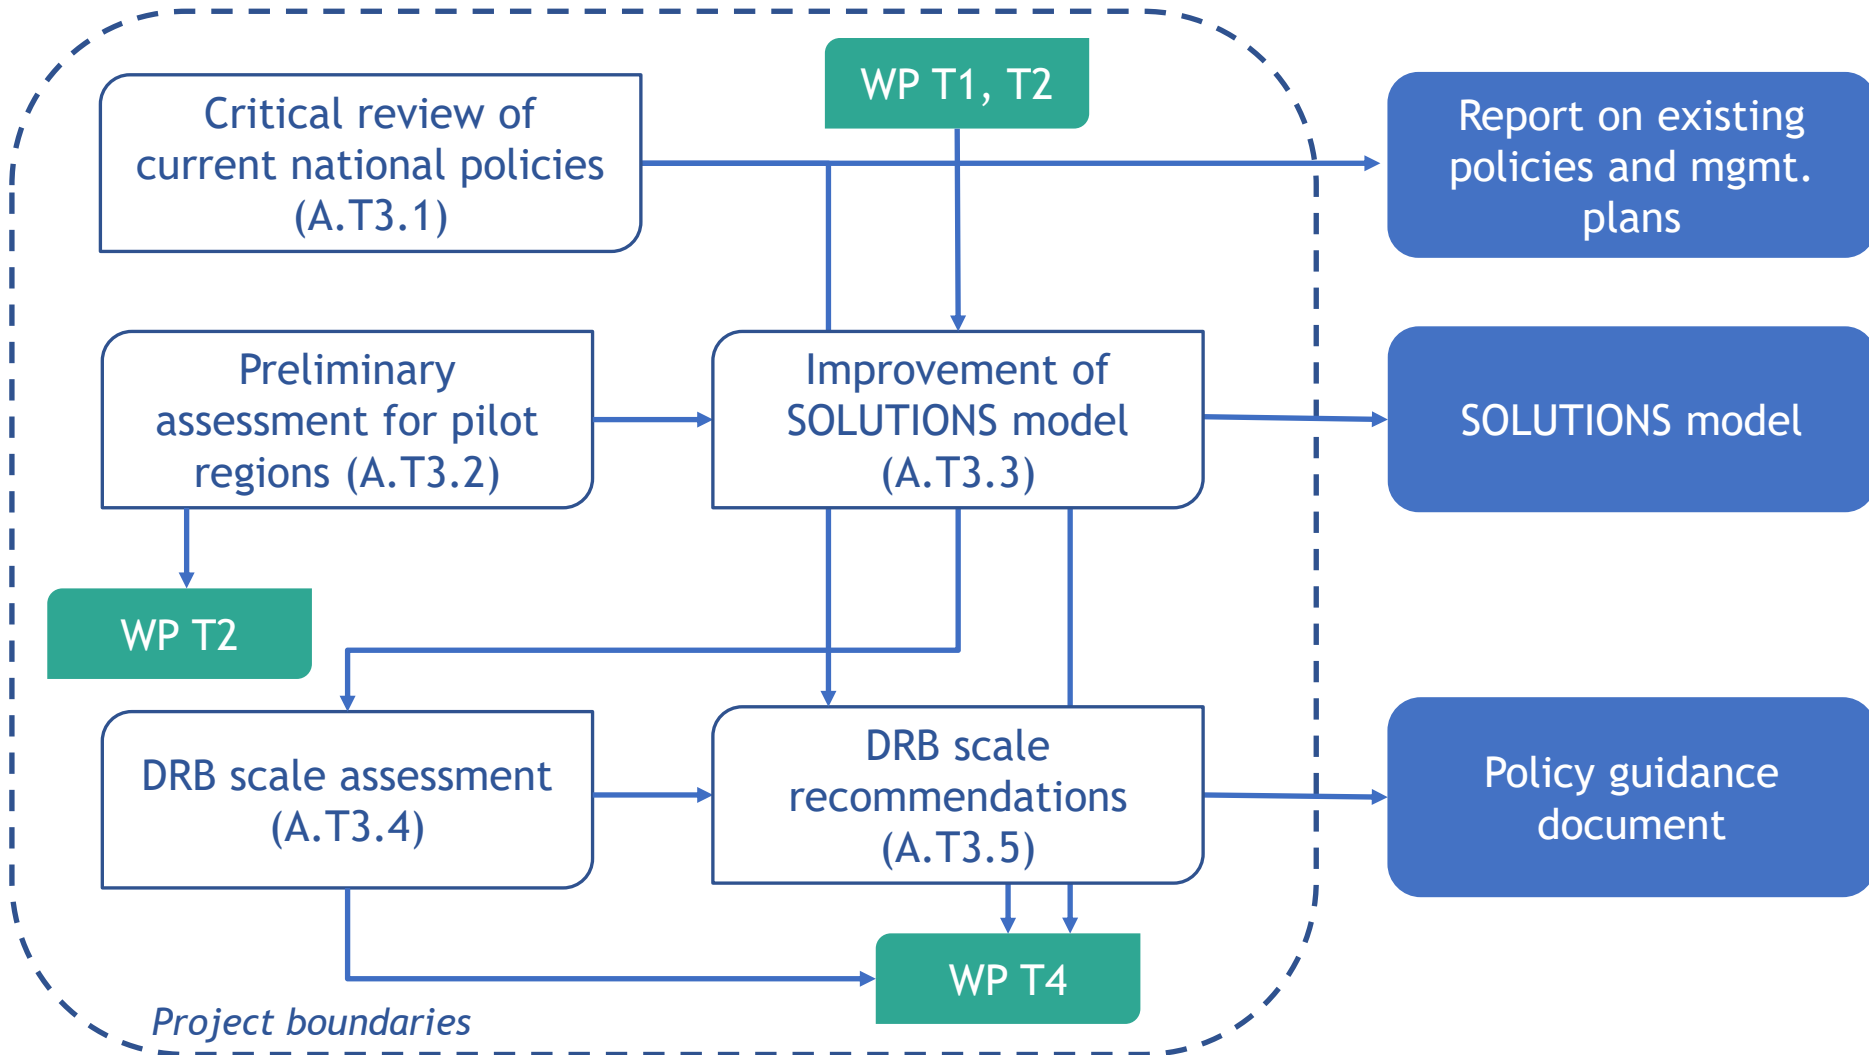 WP T1, T2
Critical review of
current national policies
(A.T3.1)
Report on existing
policies and mgmt.
plans
Preliminary
assessment for pilot
regions (A.T3.2)
Improvement of
SOLUTIONS model
(A.T3.3)
SOLUTIONS model
WP T2
DRB scale assessment
(A.T3.4)
DRB scale
recommendations
(A.T3.5)
Policy guidance
document
WP T4
Project boundaries